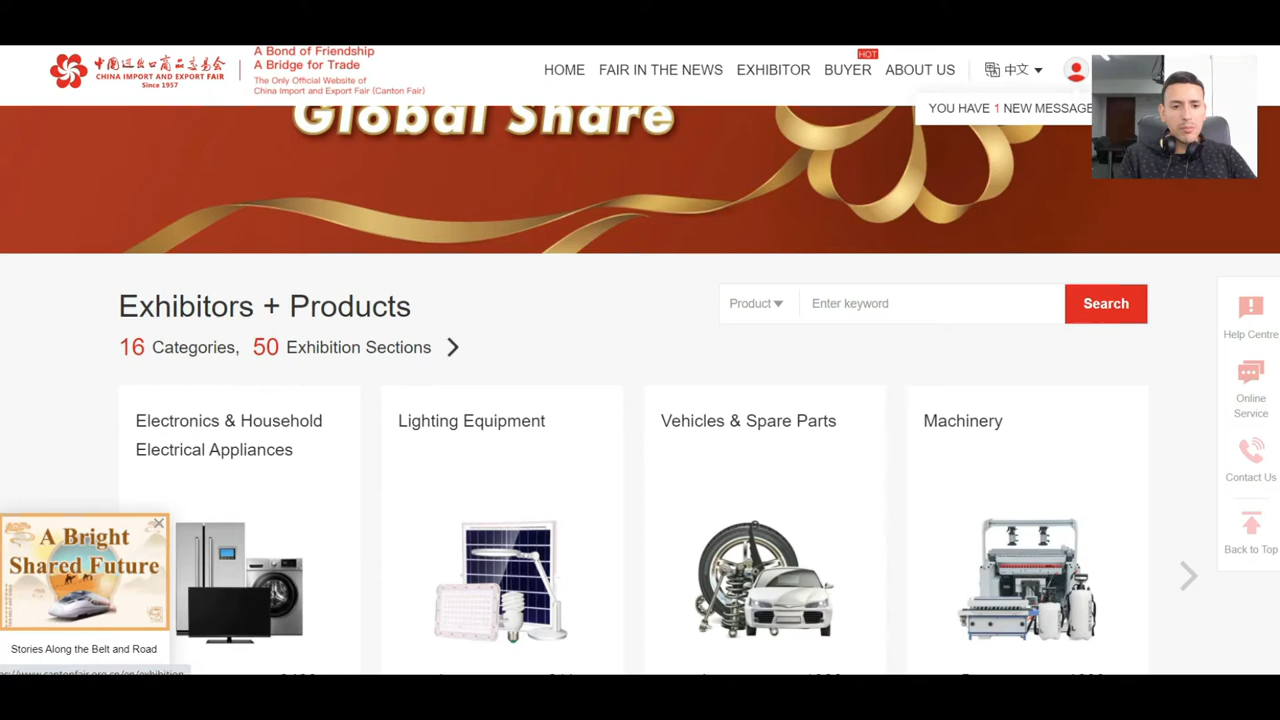 中国进出口商品交易会
CHINA IMPORT AND EXPORT FAIR
Since 1957
A Bond of Friendship
A Bridge for Trade
The Only Official Website of
China Import and Export Fair (Canton Fair)
HOME
FAIR IN THE NEWS
EXHIBITOR
HOT
BUYER
ABOUT US
中文
YOU HAVE 1 NEW MESSAGE
Global Share
Exhibitors + Products
Product
Enter keyword
Search
16 Categories, 50 Exhibition Sections
Help Centre
Online
Service
Contact Us
Back to Top
Electronics & Household
Electrical Appliances
Lighting Equipment
Vehicles & Spare Parts
Machinery
A Bright
Shared Future
Stories Along the Belt and Road